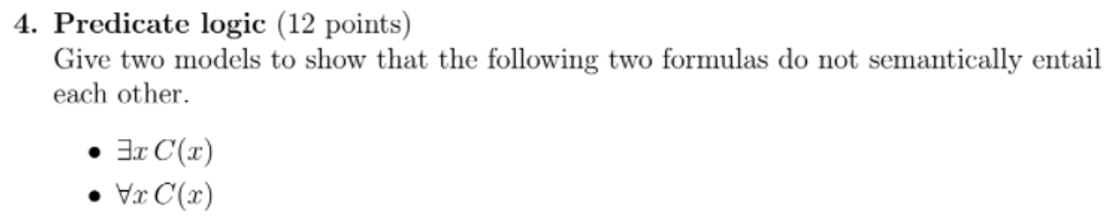 4. Predicate logic (12 points)
Give two models to show that the following two formulas do not semantically entail
each other.
• ∃x C(x)
• ∀x C(x)